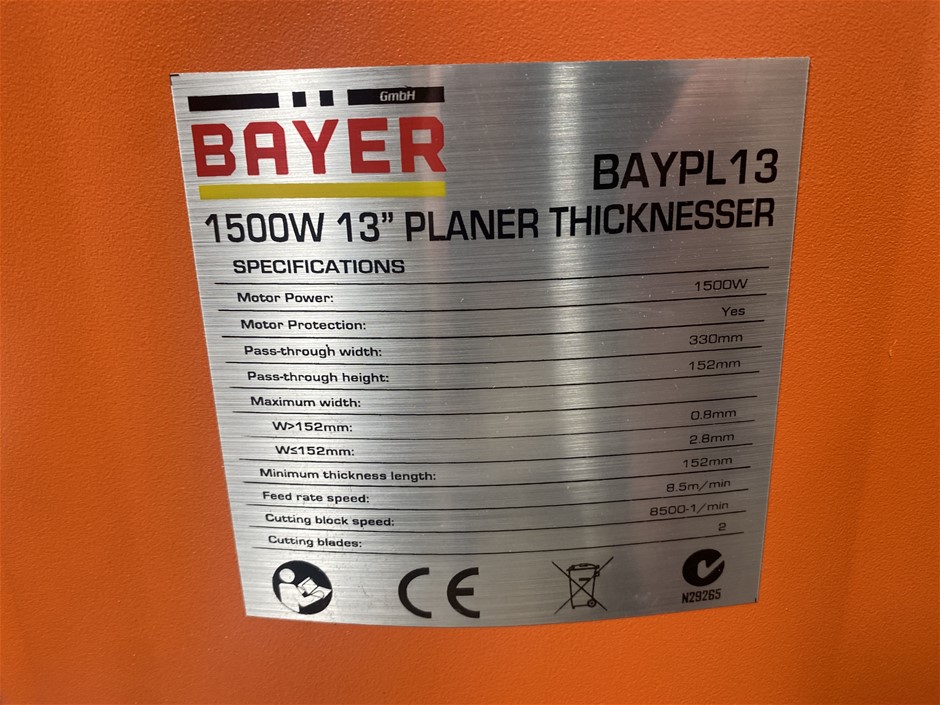 GmbH
BAYER
BAYPL13
1500W 13” PLANER THICKNESSER
SPECIFICATIONS
Motor Power: 1500W
Motor Protection: Yes
Pass-through width: 330mm
Pass-through height: 152mm
Maximum width:
W>152mm: 0.8mm
W≤152mm: 2.8mm
Minimum thickness length: 152mm
Feed rate speed: 8.5m/min
Cutting block speed: 8500-1/min
Cutting blades: 2
CE
N29265